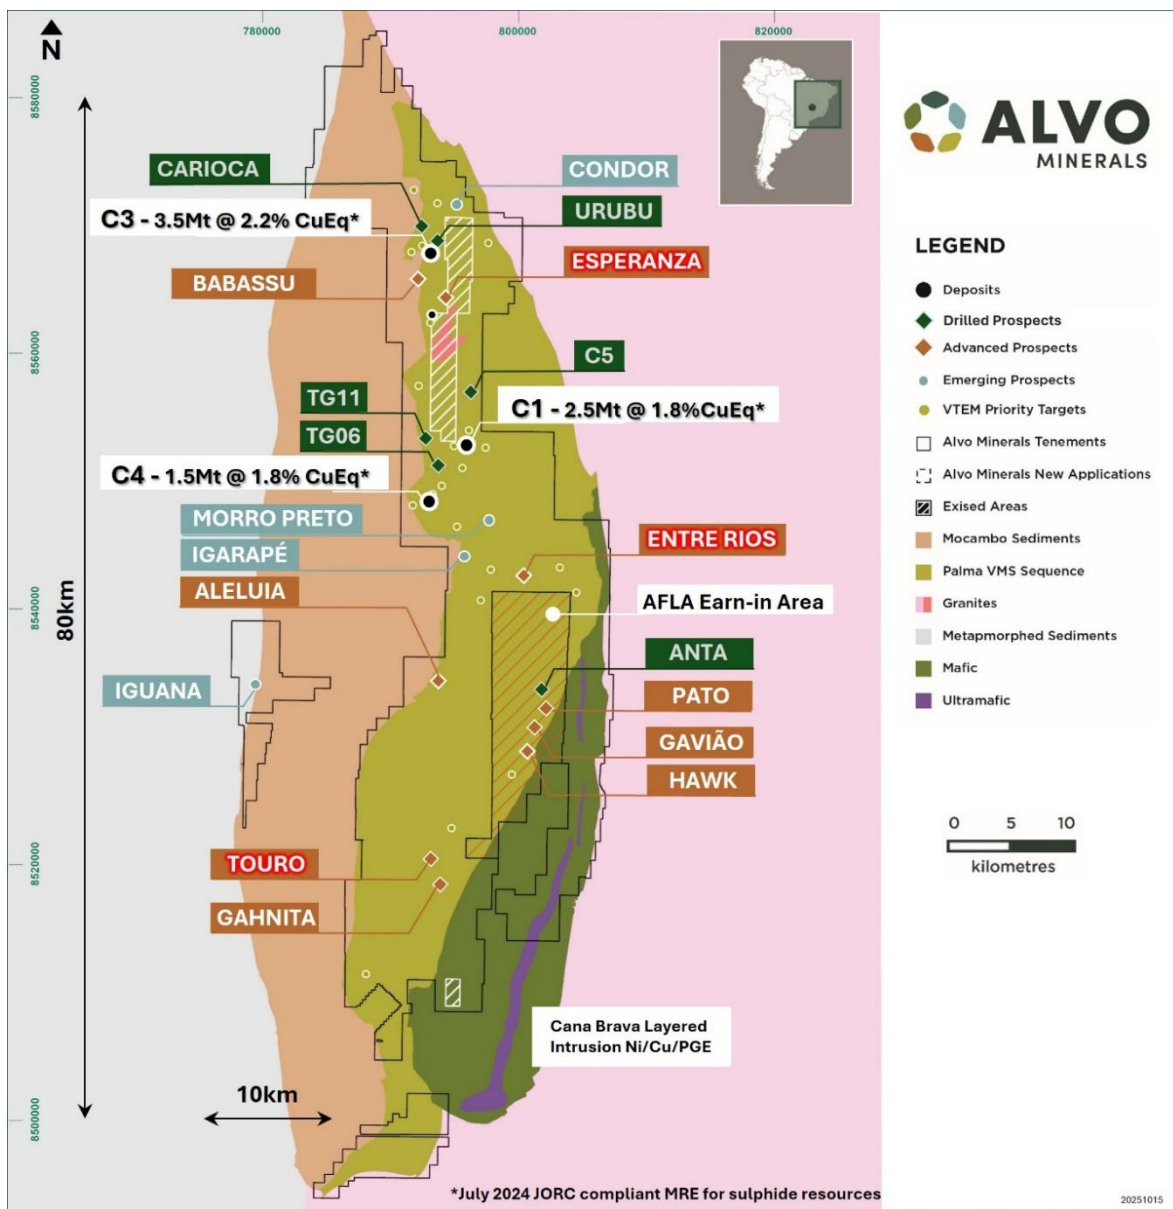 780000
800000
820000
N
8580000
8560000
8540000
8520000
8500000
ALVO
MINERALS
CARIOCA
CONDOR
C3 - 3.5Mt @ 2.2% CuEq*
URUBU
BABASSU
ESPERANZA
C5
TG11
C1 - 2.5Mt @ 1.8%CuEq*
TG06
C4 - 1.5Mt @ 1.8% CuEq*
MORRO PRETO
IGARAPÉ
ENTRE RIOS
ALELUIA
AFLA Earn-in Area
80km
ANTA
IGUANA
PATO
GAVIÃO
HAWK
TOURO
GAHNITA
Cana Brava Layered
Intrusion Ni/Cu/PGE
10km
*July 2024 JORC compliant MRE for sulphide resources
LEGEND
Deposits
Drilled Prospects
Advanced Prospects
Emerging Prospects
VTEM Priority Targets
Alvo Minerals Tenements
Alvo Minerals New Applications
Exised Areas
Mocambo Sediments
Palma VMS Sequence
Granites
Metapmorphed Sediments
Mafic
Ultramafic
0 5 10
kilometres
20251015